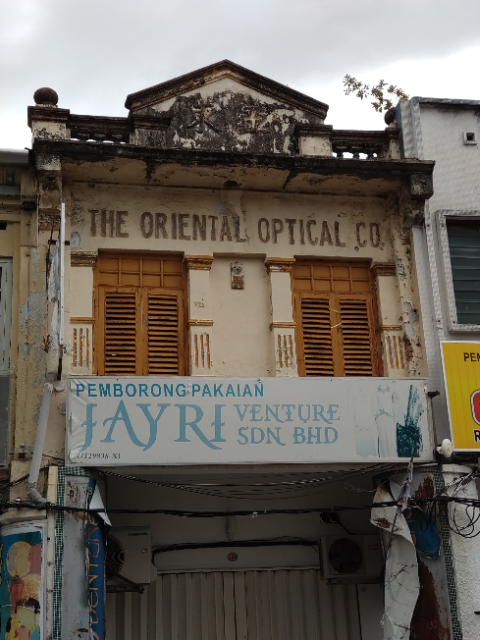 THE ORIENTAL OPTICAL CO.
PEMBORONG PAKAIAN
JAYRI VENTURE
SDN BHD